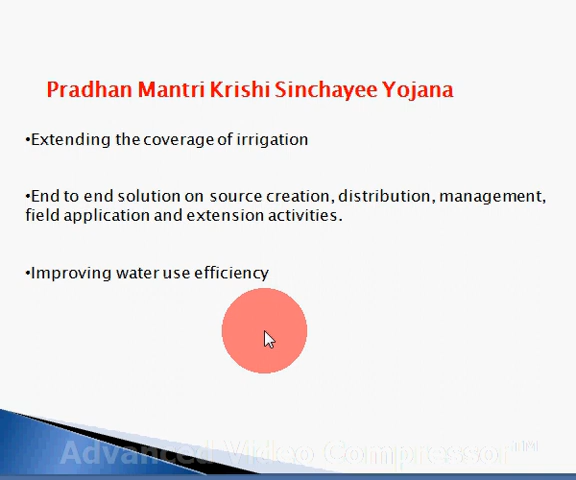 Pradhan Mantri Krishi Sinchayee Yojana
•Extending the coverage of irrigation
•End to end solution on source creation, distribution, management,
field application and extension activities.
•Improving water use efficiency
Advanced Video Compressor™